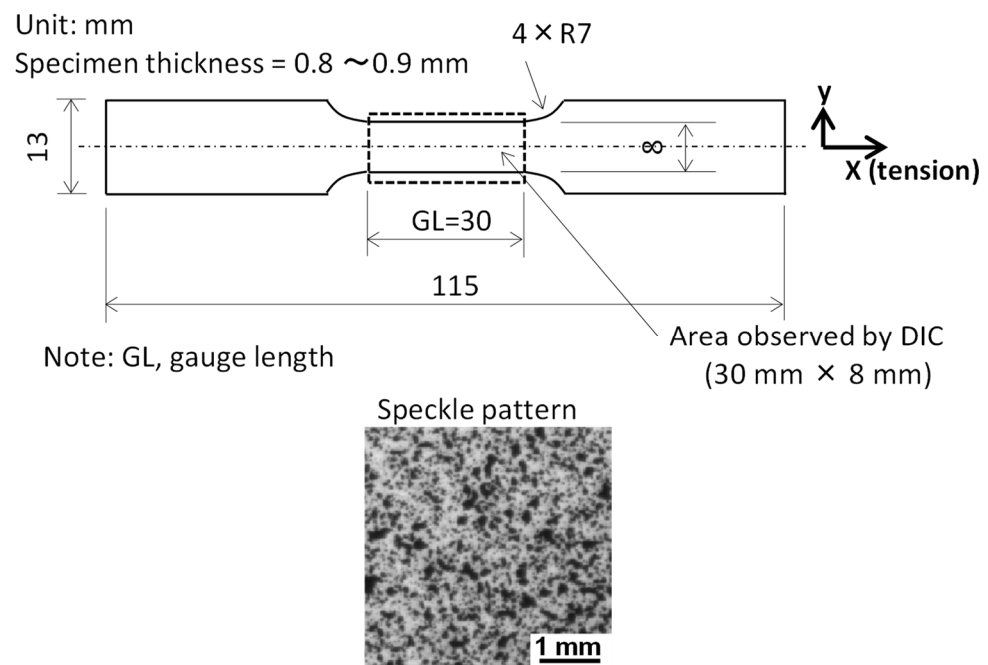 Unit: mm
Specimen thickness = 0.8 ~0.9 mm
4 × R7
13
8
y
X (tension)
GL=30
115
Area observed by DIC
(30 mm × 8 mm)
Note: GL, gauge length
Speckle pattern
1 mm